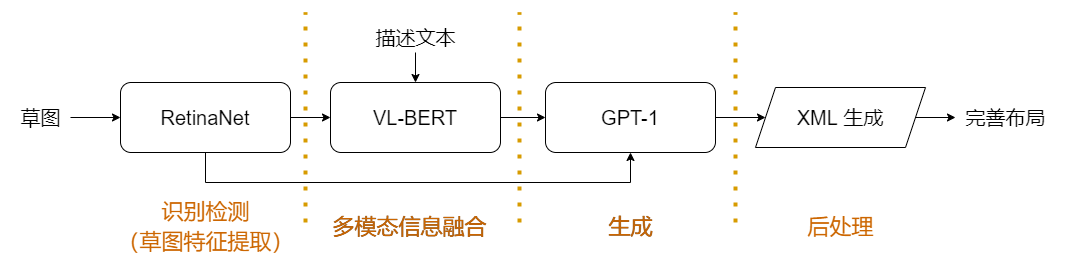 描述文本
草图
RetinaNet
VL-BERT
GPT-1
XML 生成
完善布局
识别检测
（草图特征提取）
多模态信息融合
生成
后处理